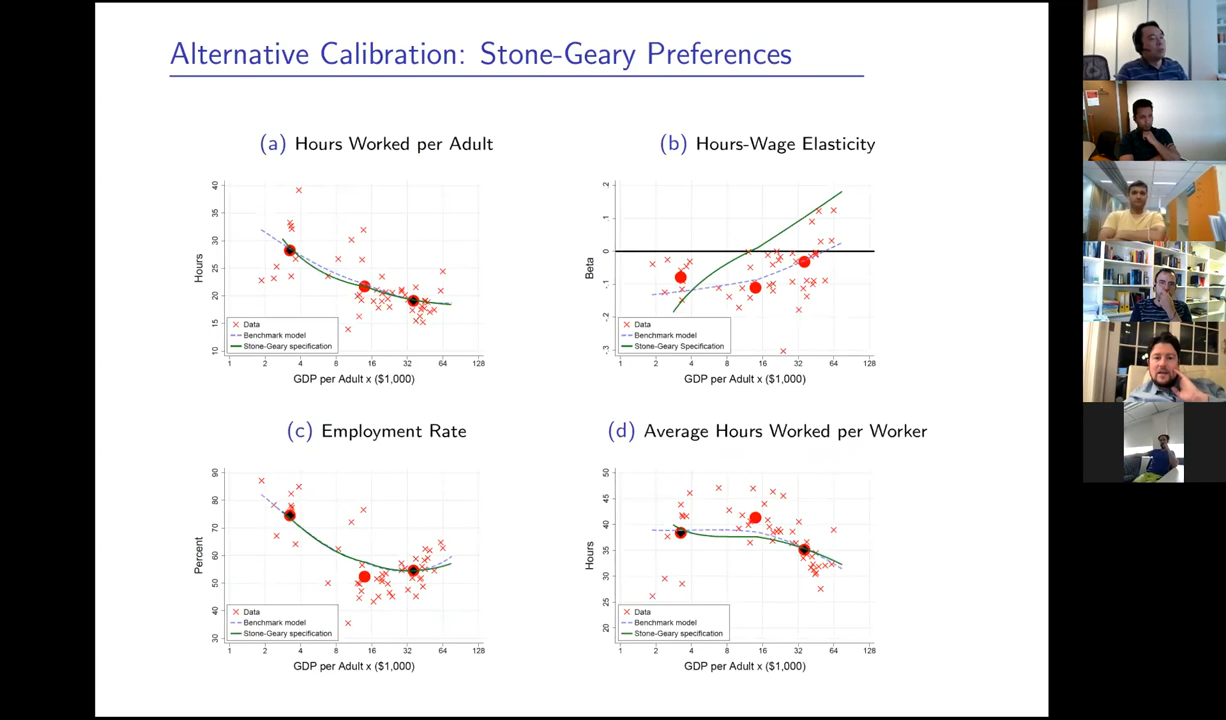 Alternative Calibration: Stone-Geary Preferences
(a) Hours Worked per Adult
40
35
30
25
20
15
10
Hours
Data
Benchmark model
Stone-Geary specification
1 2 4 8 16 32 64 128
GDP per Adult x ($1,000)
(b) Hours-Wage Elasticity
.2
.1
0
-.1
-.2
-.3
Beta
Data
Benchmark model
Stone-Geary Specification
1 2 4 8 16 32 64 128
GDP per Adult x ($1,000)
(c) Employment Rate
90
80
70
60
50
40
30
Percent
Data
Benchmark model
Stone-Geary specification
1 2 4 8 16 32 64 128
GDP per Adult x ($1,000)
(d) Average Hours Worked per Worker
50
45
40
35
30
25
20
Hours
Data
Benchmark model
Stone-Geary specification
1 2 4 8 16 32 64 128
GDP per Adult x ($1,000)